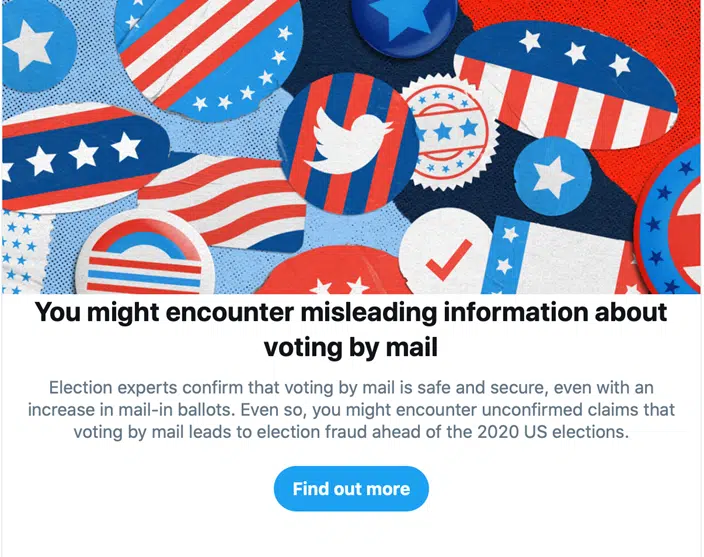 You might encounter misleading information about
voting by mail
Election experts confirm that voting by mail is safe and secure, even with an
increase in mail-in ballots. Even so, you might encounter unconfirmed claims that
voting by mail leads to election fraud ahead of the 2020 US elections.
Find out more